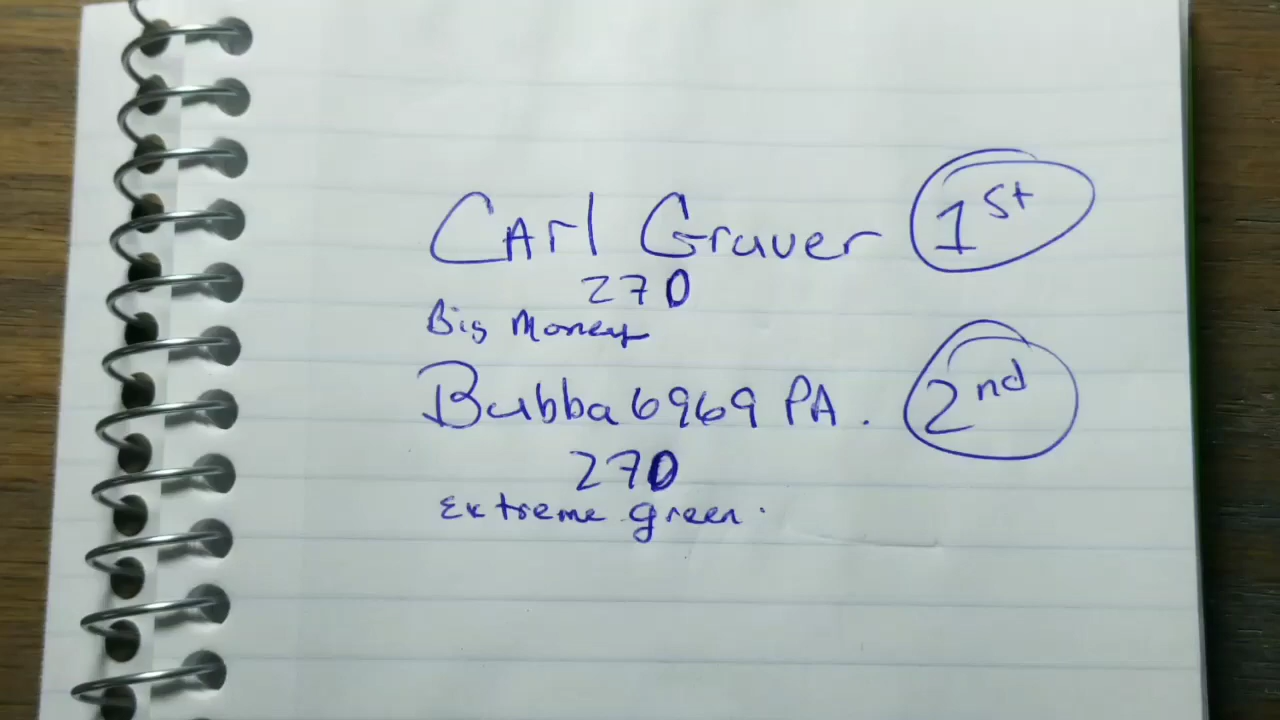 Carl Gruver 1st
270
Big Money
Bubba6969 PA. 2nd
270
Extreme green.